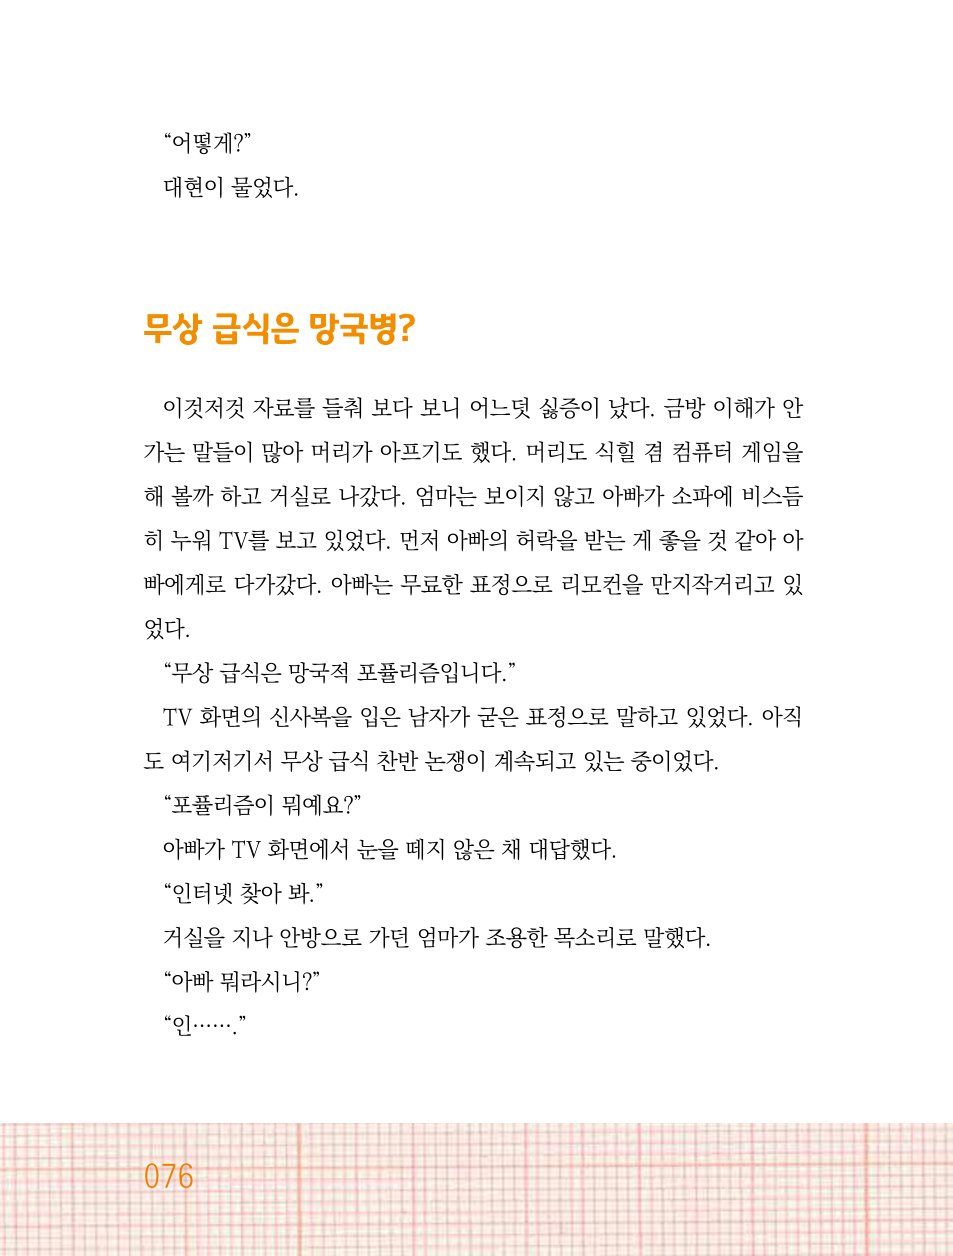 “어떻게?”
대현이 물었다.
무상 급식은 망국병?
이것저것 자료를 들춰 보다 보니 어느덧 싫증이 났다. 금방 이해가 안
가는 말들이 많아 머리가 아프기도 했다. 머리도 식힐 겸 컴퓨터 게임을
해 볼까 하고 거실로 나갔다. 엄마는 보이지 않고 아빠가 소파에 비스듬
히 누워 TV를 보고 있었다. 먼저 아빠의 허락을 받는 게 좋을 것 같아 아
빠에게로 다가갔다. 아빠는 무료한 표정으로 리모컨을 만지작거리고 있
었다.
“무상 급식은 망국적 포퓰리즘입니다.”
TV 화면의 신사복을 입은 남자가 굳은 표정으로 말하고 있었다. 아직
도 여기저기서 무상 급식 찬반 논쟁이 계속되고 있는 중이었다.
“포퓰리즘이 뭐예요?”
아빠가 TV 화면에서 눈을 떼지 않은 채 대답했다.
“인터넷 찾아 봐.”
거실을 지나 안방으로 가던 엄마가 조용한 목소리로 말했다.
“아빠 뭐라시니?”
“인…….”
076